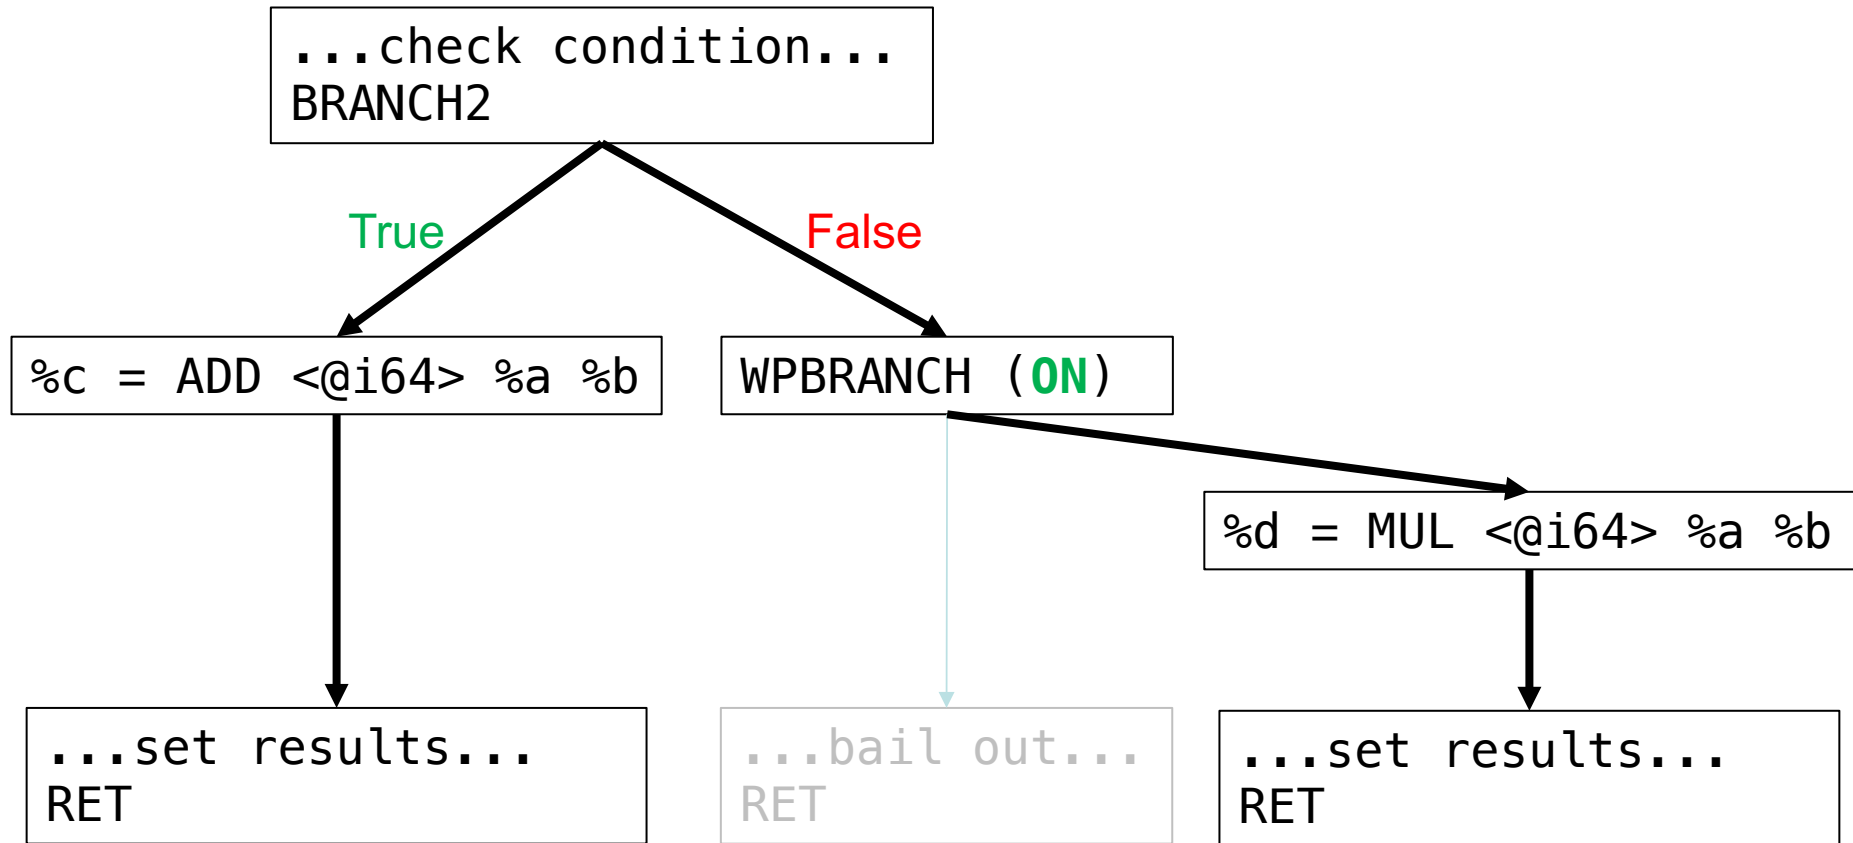 ...check condition...
BRANCH2
True
False
%c = ADD <@i64> %a %b
WPBRANCH (ON)
%d = MUL <@i64> %a %b
...set results...
RET
...bail out...
RET
...set results...
RET